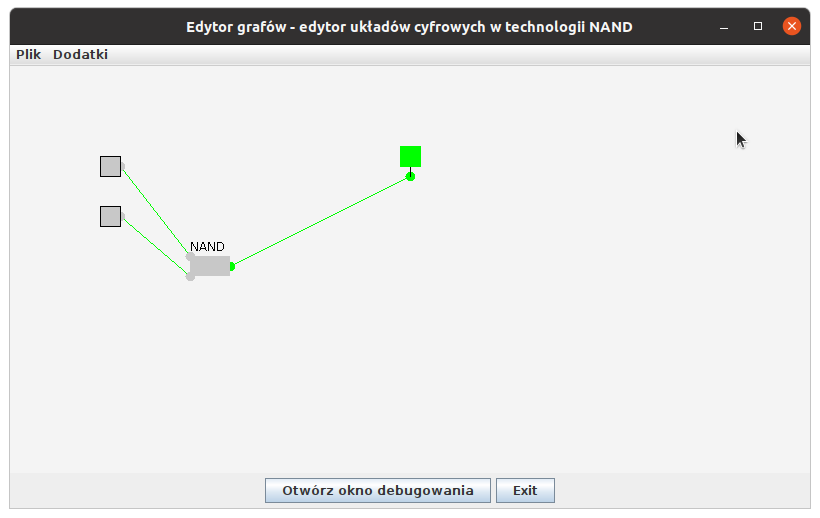 Edytor grafów - edytor układów cyfrowych w technologii NAND
Plik Dodatki
NAND
Otwórz okno debugowania Exit